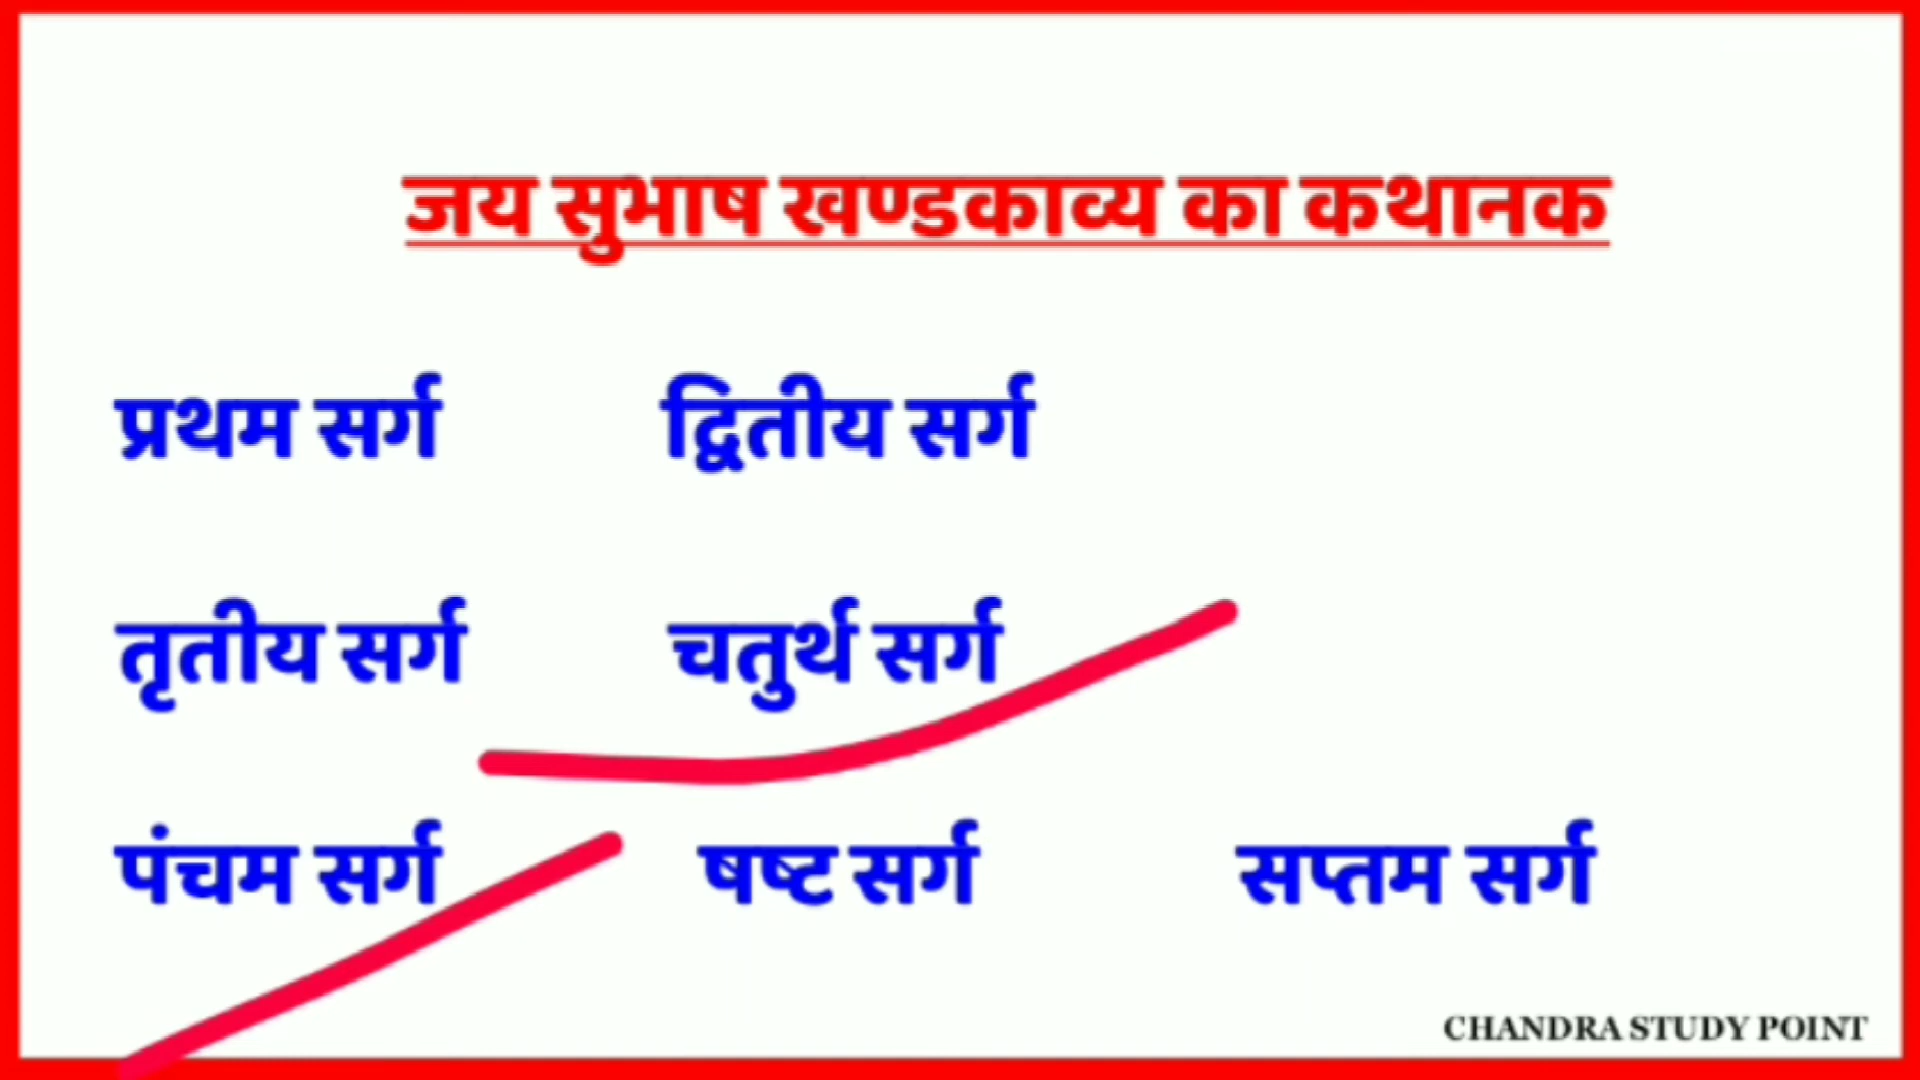 जय सुभाष खण्डकाव्य का कथानक
प्रथम सर्ग द्वितीय सर्ग
तृतीय सर्ग चतुर्थ सर्ग
पंचम सर्ग षष्ट सर्ग सप्तम सर्ग
CHANDRA STUDY POINT